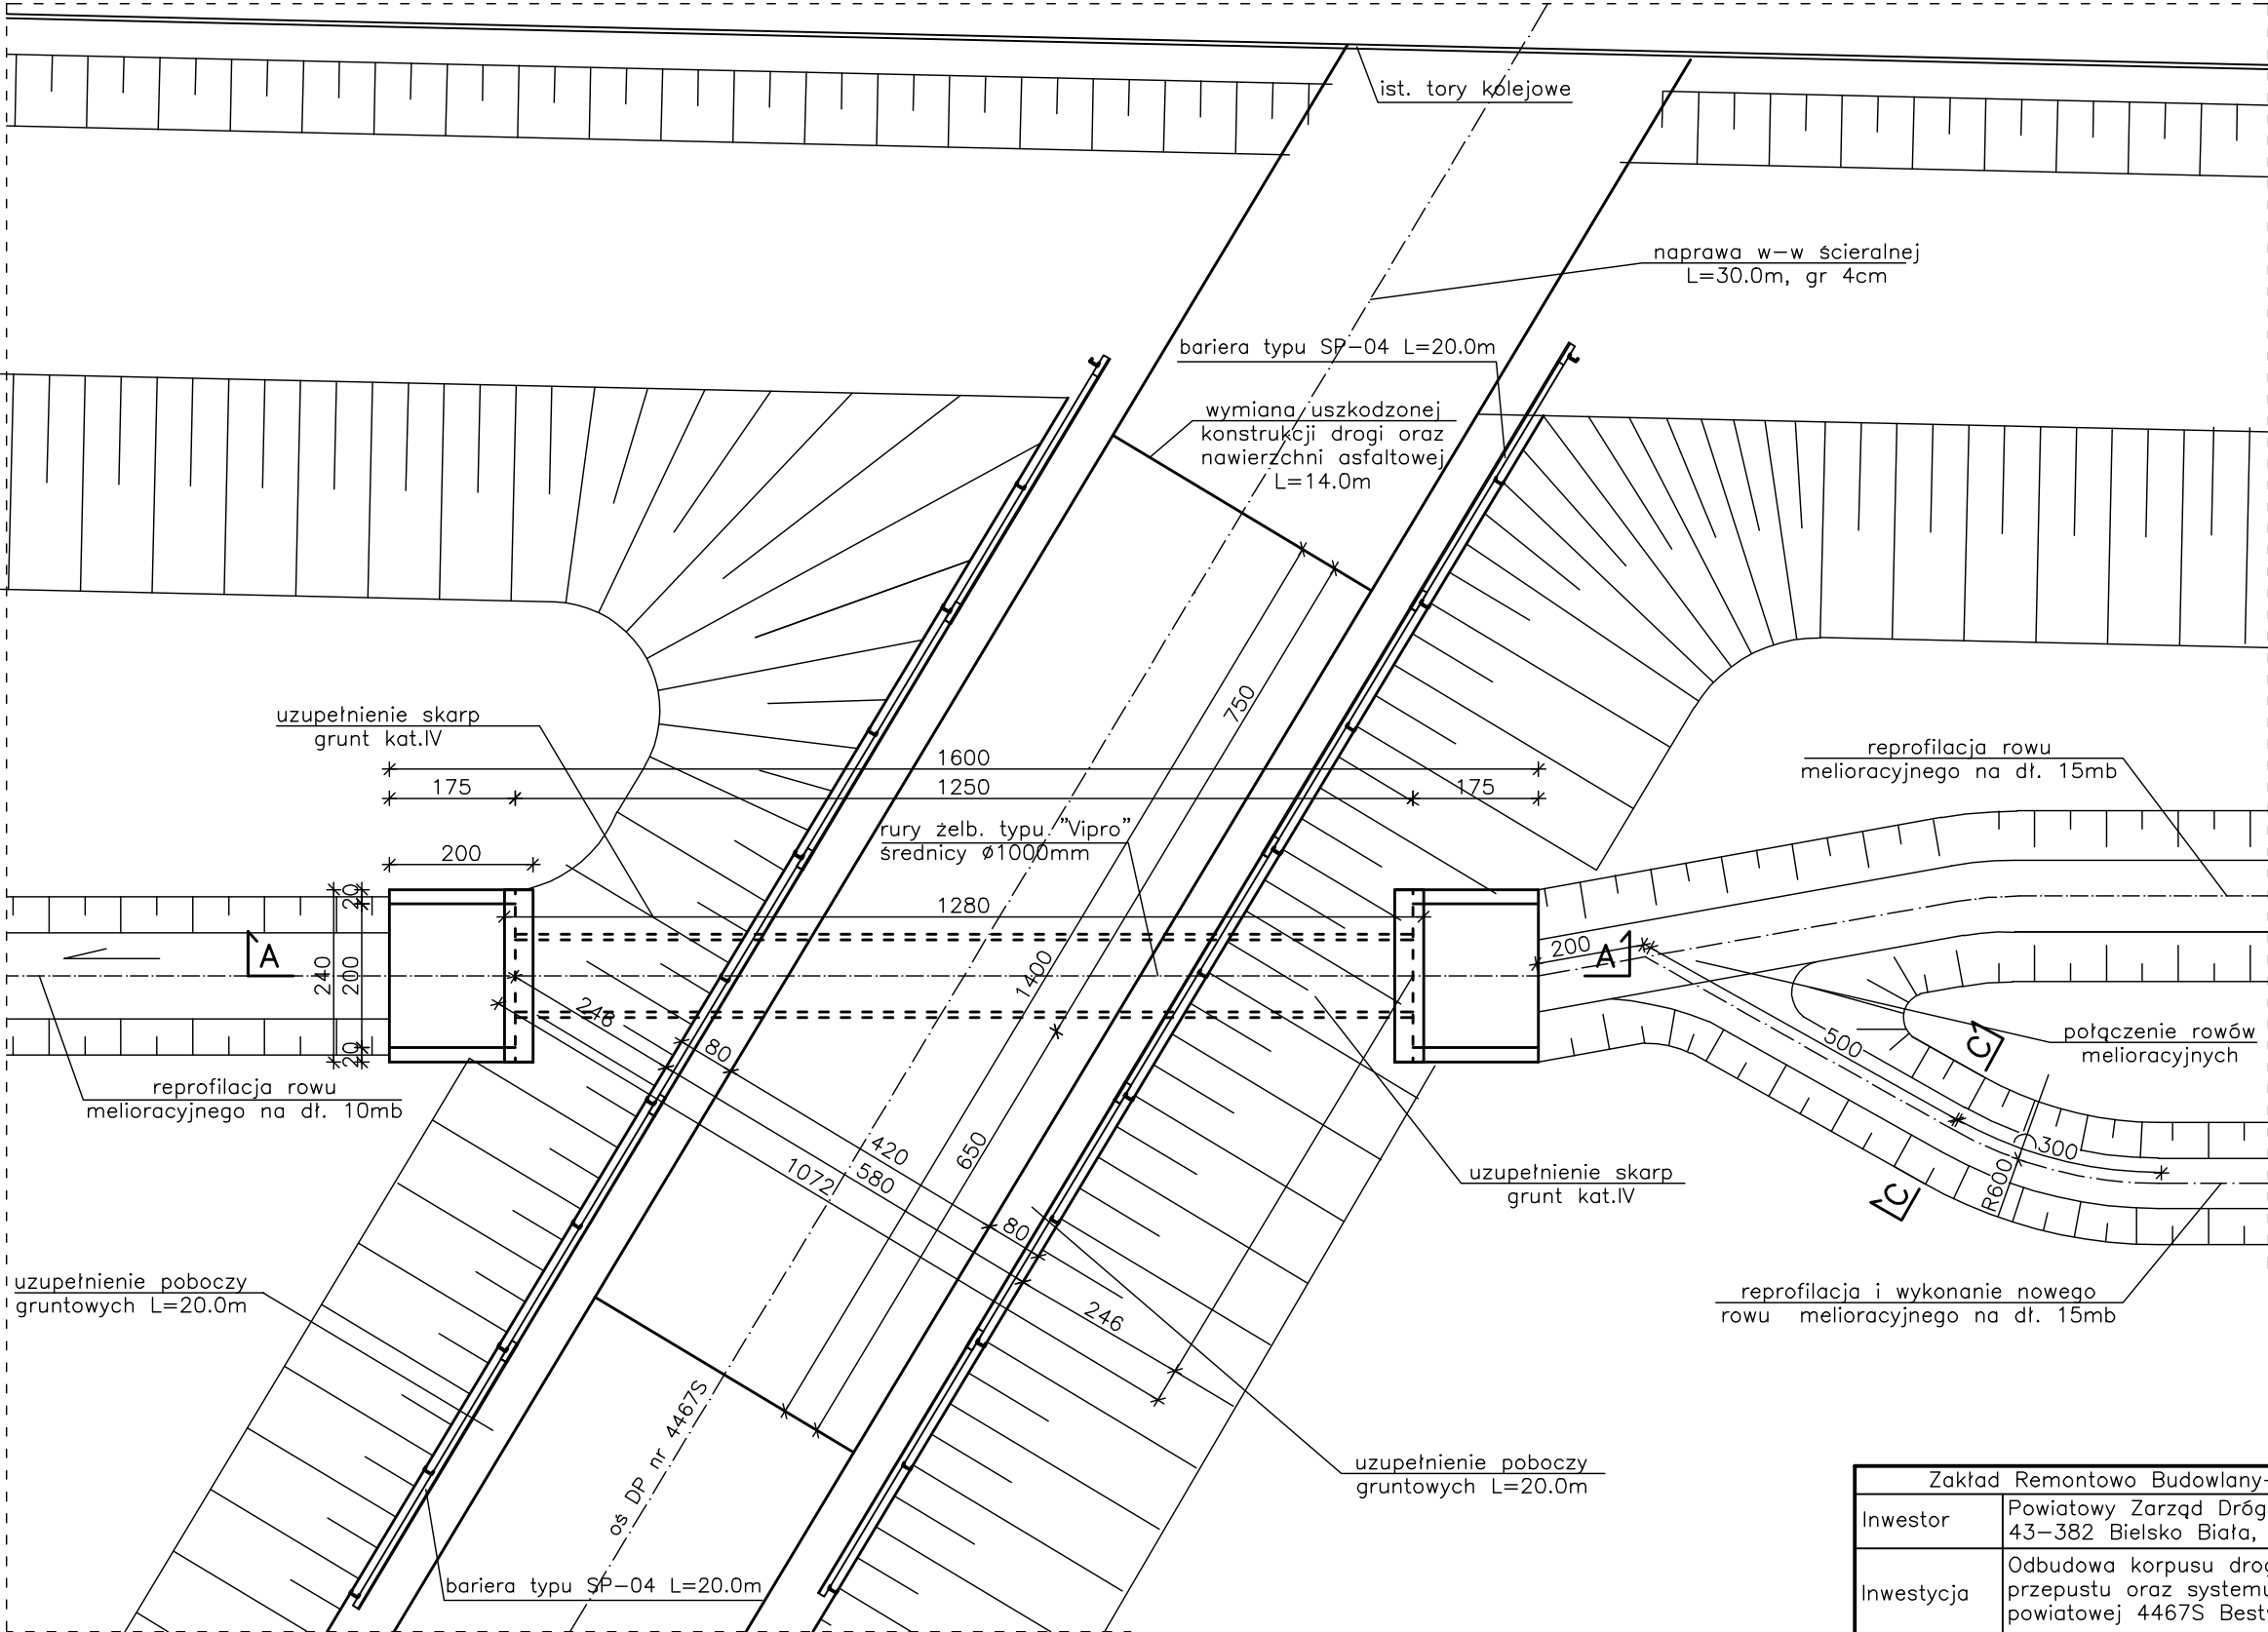 ist. tory kolejowe
naprawa w-w ścieralnej
L=30.0m, gr 4cm
bariera typu SP-04 L=20.0m
wymiana uszkodzonej
konstrukcji drogi oraz
nawierzchni asfaltowej
L=14.0m
750
uzupełnienie skarp
grunt kat.IV
1600
175
1250
175
reprofilacja rowu
melioracyjnego na dł. 15mb
rury żelb. typu "Vipro"
średnicy ø1000mm
200
20
240
200
20
1280
A
A
200
1400
246
80
500
C
połączenie rowów
melioracyjnych
reprofilacja rowu
melioracyjnego na dł. 10mb
420
580
1072
650
300
R600
C
uzupełnienie skarp
grunt kat.IV
80
246
uzupełnienie poboczy
gruntowych L=20.0m
reprofilacja i wykonanie nowego
rowu melioracyjnego na dł. 15mb
oś DP nr 4467S
uzupełnienie poboczy
gruntowych L=20.0m
bariera typu SP-04 L=20.0m
Zakład Remontowo Budowlany-
Inwestor
Powiatowy Zarząd Dróg
43-382 Bielsko Biała,
Inwestycja
Odbudowa korpusu drog
przepustu oraz systemu
powiatowej 4467S Best